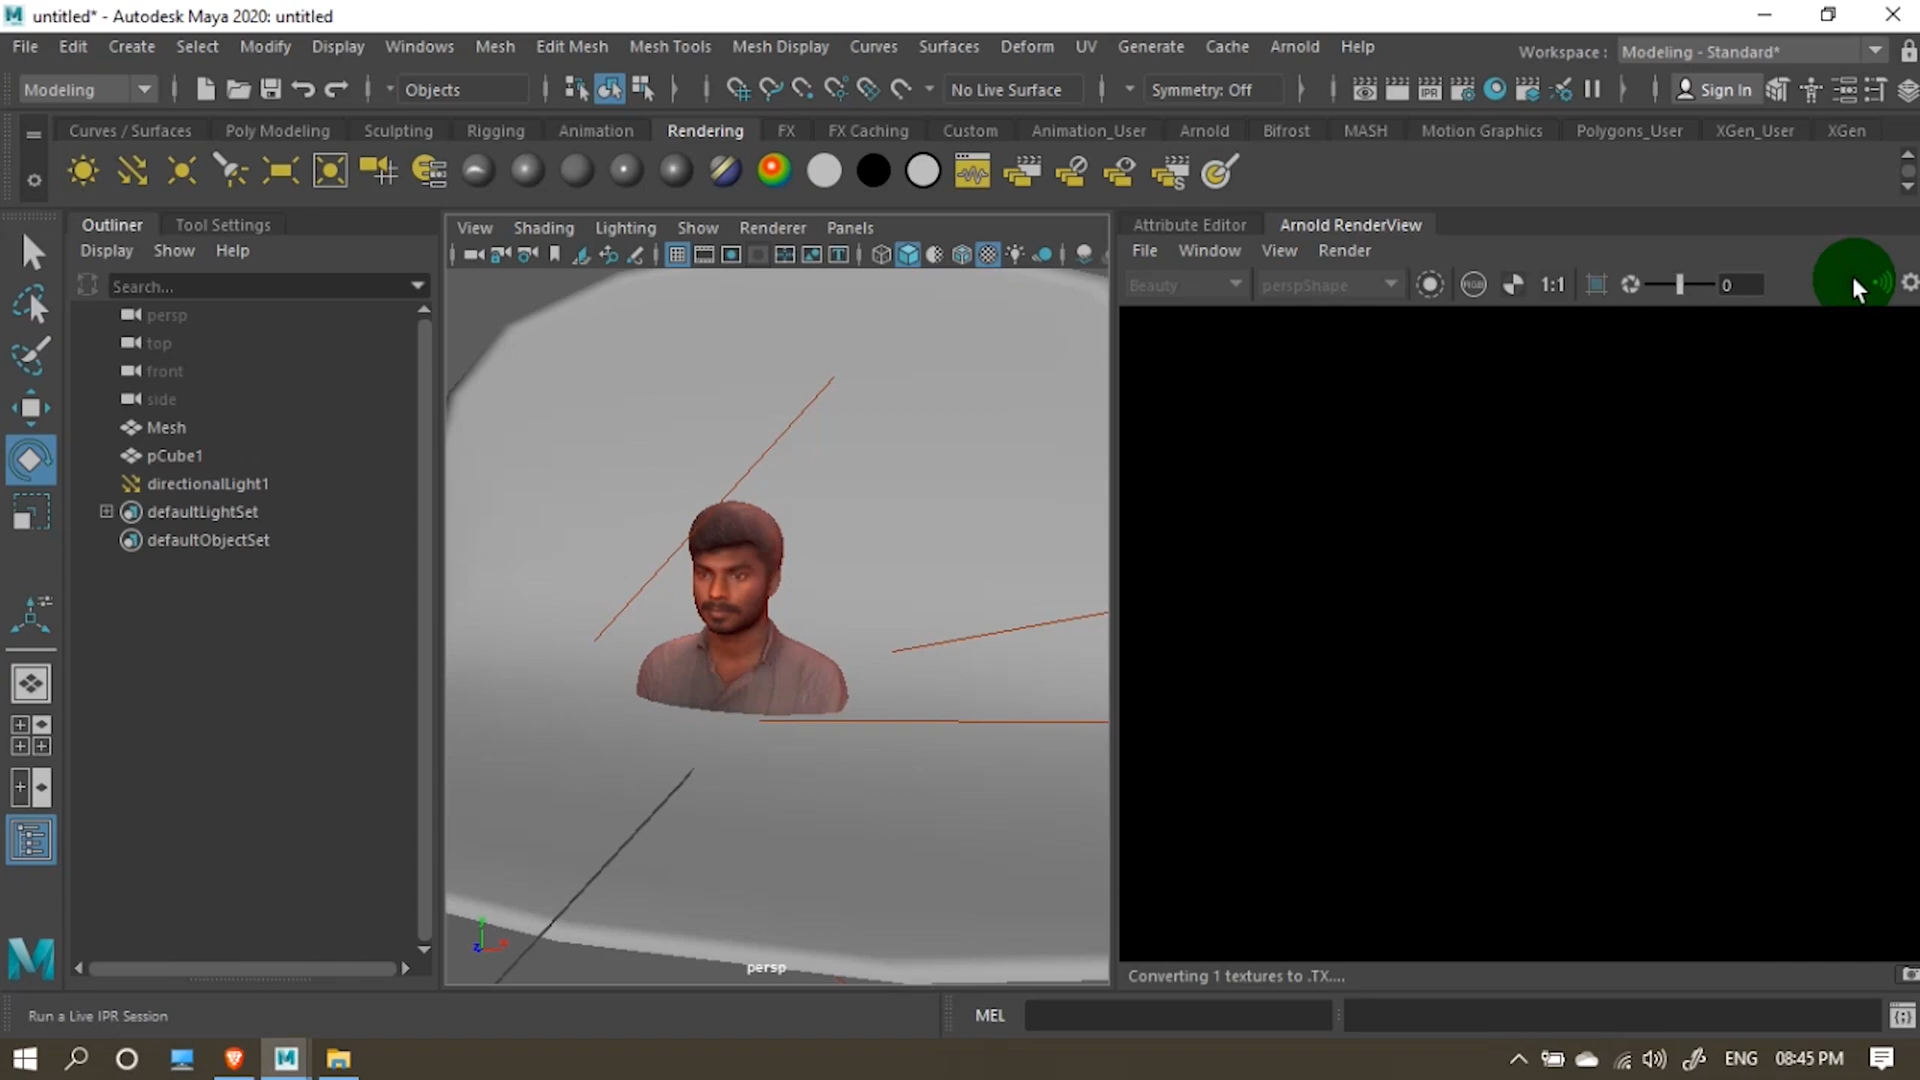 untitled* - Autodesk Maya 2020: untitled
File Edit Create Select Modify Display Windows Mesh Edit Mesh Mesh Tools Mesh Display Curves Surfaces Deform UV Generate Cache Arnold Help Workspace : Modeling - Standard*
Modeling Objects No Live Surface Symmetry: Off IPR Sign In
Curves / Surfaces Poly Modeling Sculpting Rigging Animation Rendering FX FX Caching Custom Animation_User Arnold Bifrost MASH Motion Graphics Polygons_User XGen_User XGen
Outliner Tool Settings
Display Show Help
Search...
persp
top
front
side
Mesh
pCube1
directionalLight1
defaultLightSet
defaultObjectSet
View Shading Lighting Show Renderer Panels
persp
Attribute Editor Arnold RenderView
File Window View Render
Beauty perspShape RGB 1:1 0
Converting 1 textures to .TX....
Run a Live IPR Session MEL
ENG 08:45 PM